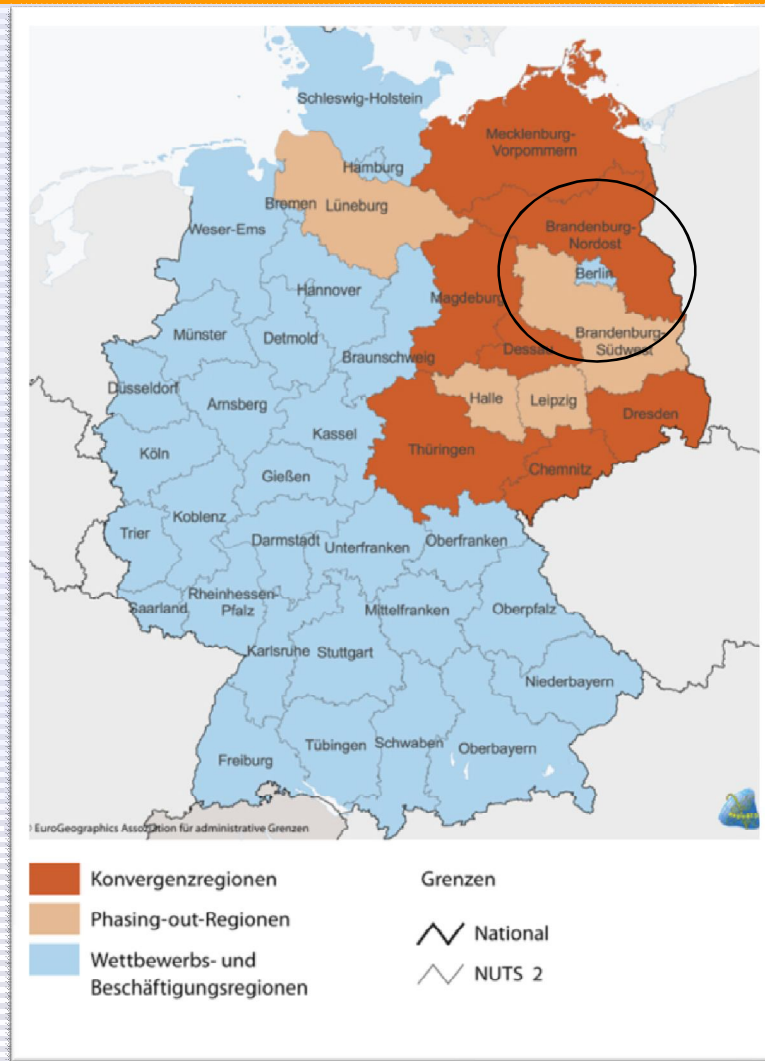 Schleswig-Holstein
Mecklenburg-
Vorpommern
Hamburg
Bremen
Lüneburg
Weser-Ems
Brandenburg-
Nordost
Berlin
Hannover
Magdeburg
Münster
Detmold
Braunschweig
Brandenburg-
Südwest
Dessau
Düsseldorf
Arnsberg
Halle
Leipzig
Dresden
Kassel
Köln
Thüringen
Chemnitz
Gießen
Koblenz
Trier
Darmstadt
Unterfranken
Oberfranken
Saarland
Rheinhessen-
Pfalz
Mittelfranken
Oberpfalz
Karlsruhe
Stuttgart
Niederbayern
Tübingen
Schwaben
Oberbayern
Freiburg
EuroGeographics Association für administrative Grenzen
Konvergenzregionen
Phasing-out-Regionen
Wettbewerbs- und
Beschäftigungsregionen
Grenzen
National
NUTS 2